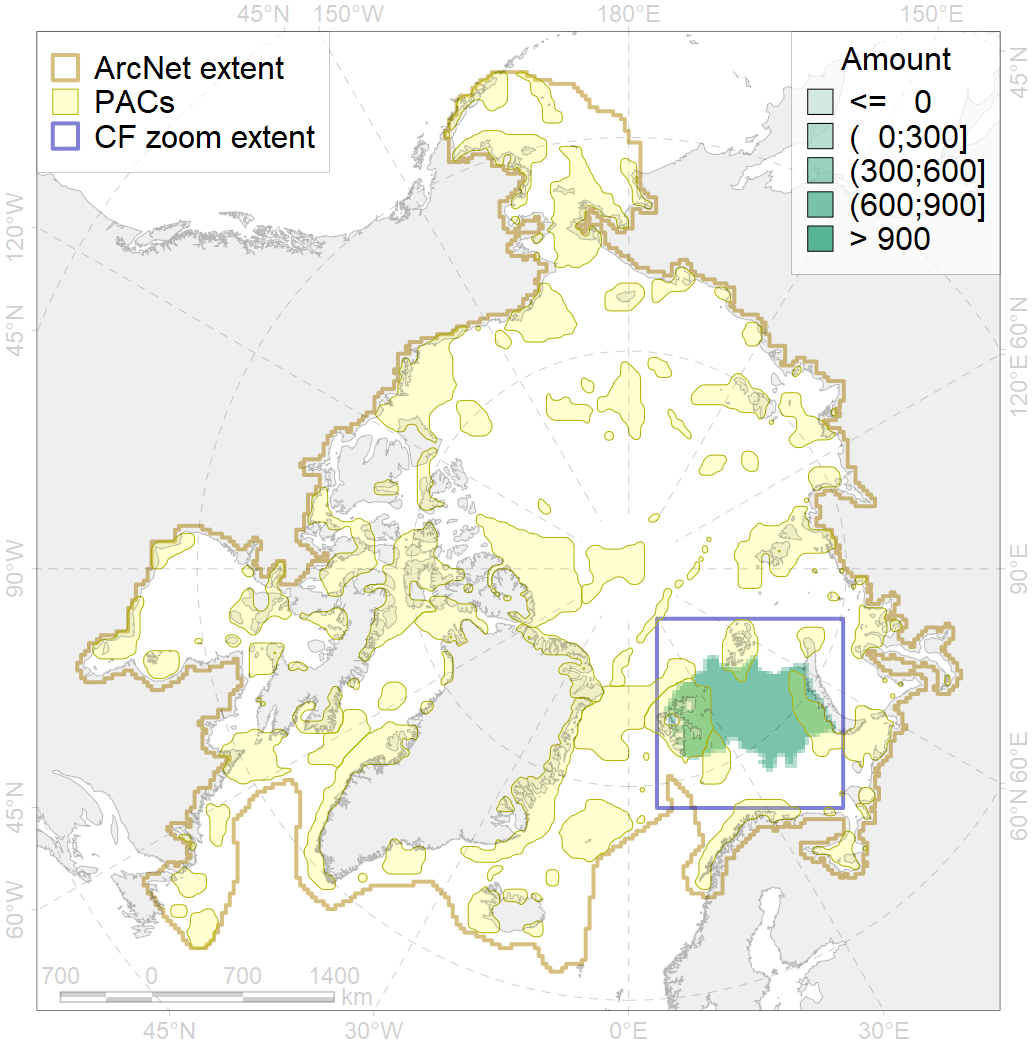 45°N 150°W 180°E 150°E
ArcNet extent
PACs
CF zoom extent
Amount
<= 0
( 0;300]
(300;600]
(600;900]
> 900
45°N
120°W
60°N
45°N
120°E
90°W
90°E
45°N
60°E
60°N
60°W
700 0 700 1400
km
45°N 30°W 0°E 30°E